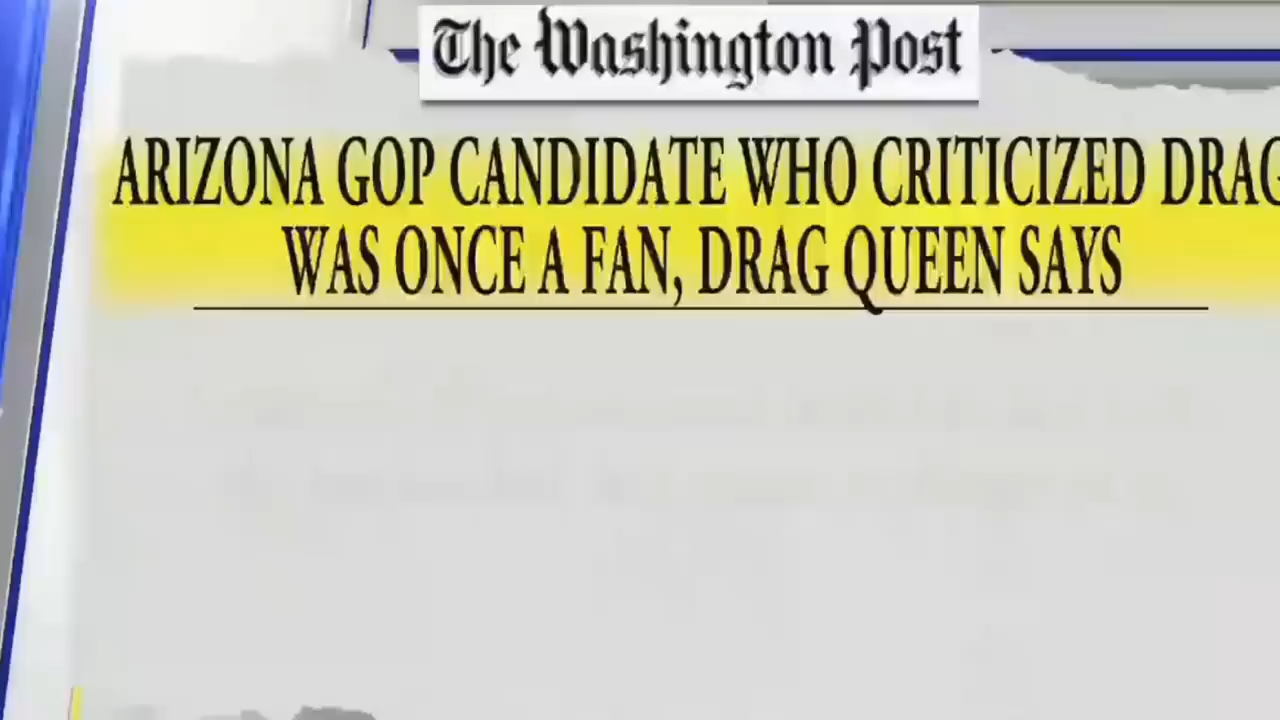 The Washington Post
ARIZONA GOP CANDIDATE WHO CRITICIZED DRAG
WAS ONCE A FAN, DRAG QUEEN SAYS